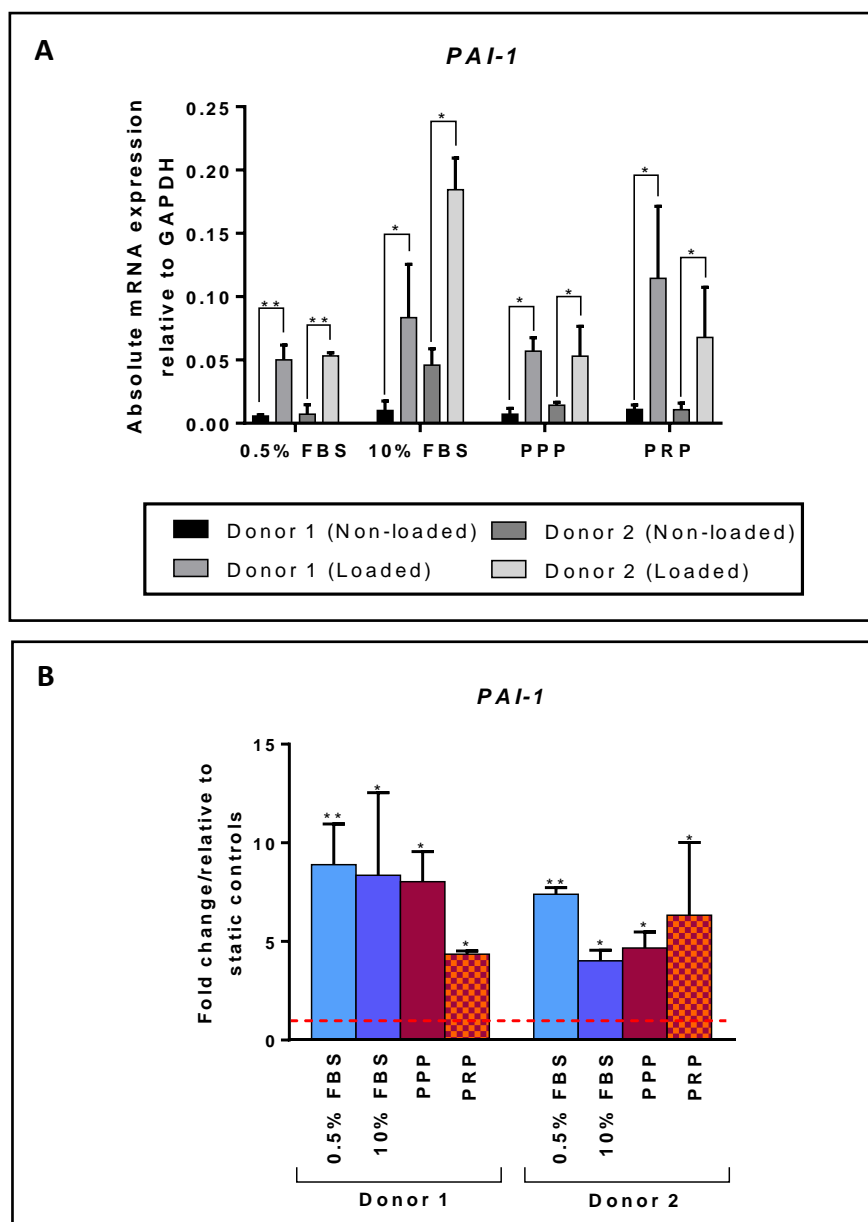 A
PAI-1
Absolute mRNA expression
relative to GAPDH
0.25
0.20
0.15
0.10
0.05
0.00
** ** * * * * * *
0.5% FBS 10% FBS PPP PRP
Donor 1 (Non-loaded) Donor 2 (Non-loaded)
Donor 1 (Loaded) Donor 2 (Loaded)
B
PAI-1
Fold change/relative to
static controls
15
10
5
0
** * * * ** * * *
0.5% FBS 10% FBS PPP PRP 0.5% FBS 10% FBS PPP PRP
Donor 1 Donor 2